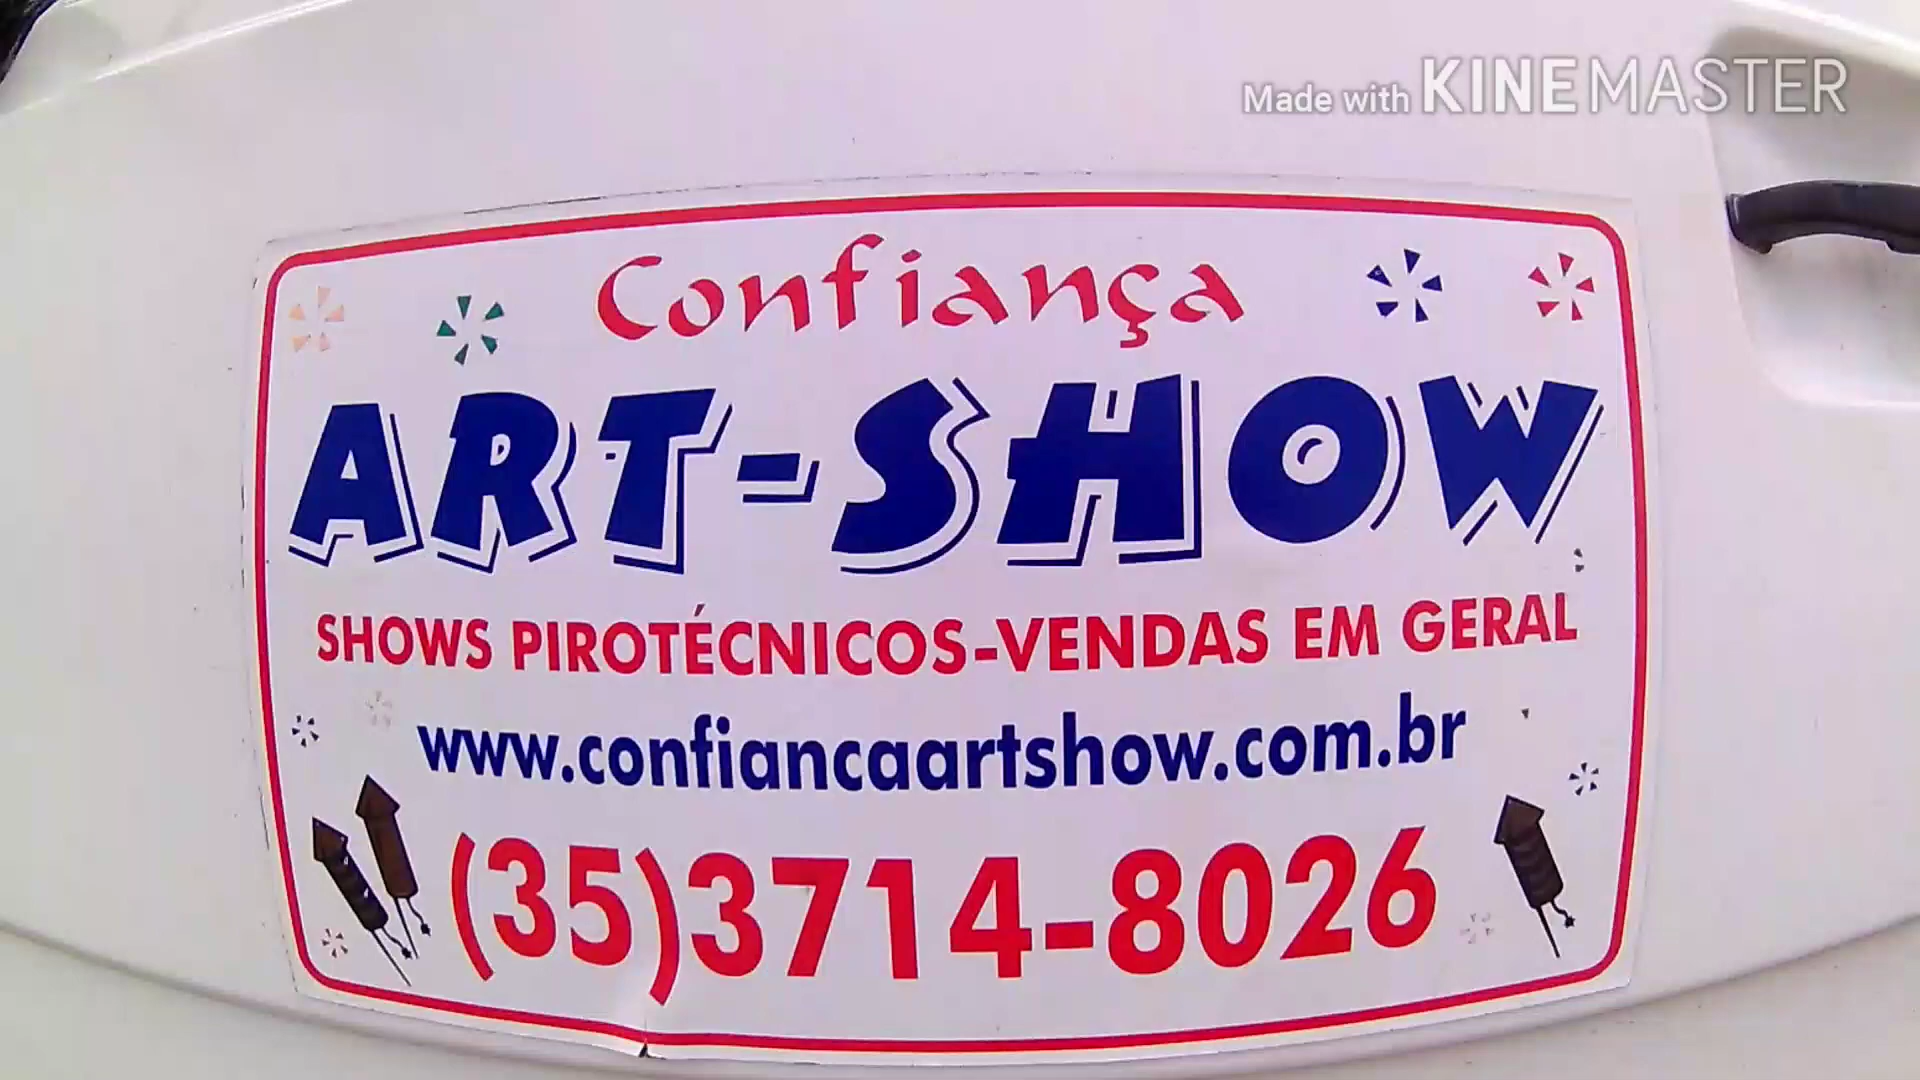 Made with KINEMASTER
Confiança
ART-SHOW
SHOWS PIROTÉCNICOS-VENDAS EM GERAL
www.confiancaartshow.com.br
(35)3714-8026